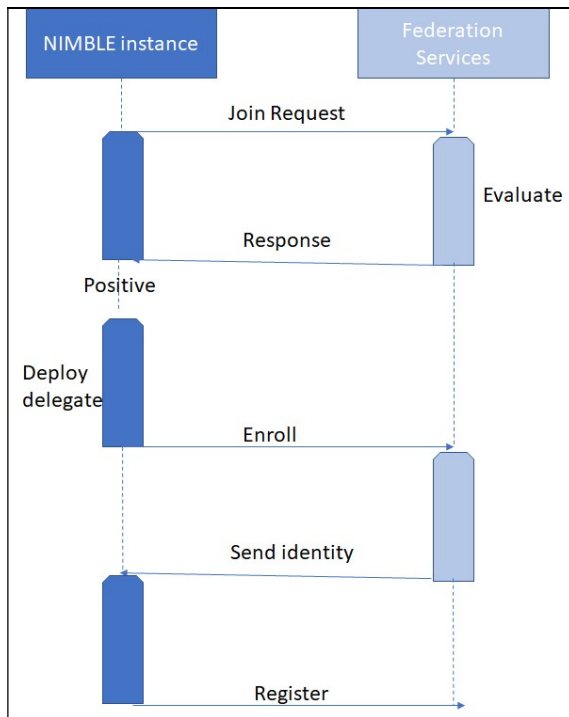 NIMBLE instance
Federation
Services
Join Request
Evaluate
Response
Positive
Deploy
delegate
Enroll
Send identity
Register